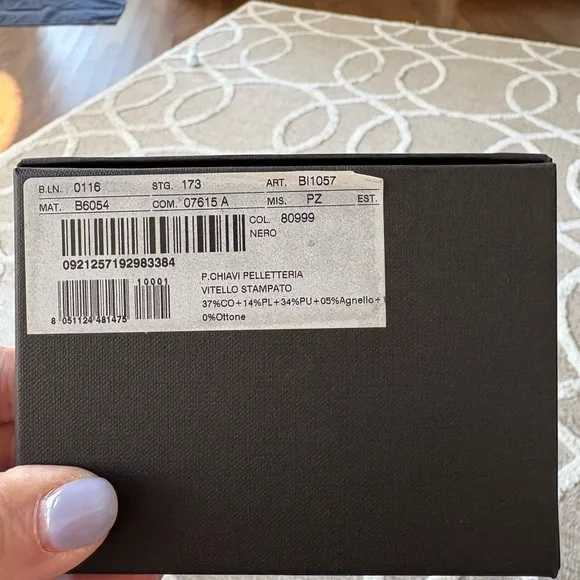 B.LN. 0116 STG. 173 ART. BI1057
MAT. B6054 COM. 07615 A MIS. PZ EST.
COL. 80999
NERO
0921257192983384
10001
8 051124 481475
P.CHIAVI PELLETTERIA
VITELLO STAMPATO
37%CO+14%PL+34%PU+05%Agnello+
0%Ottone